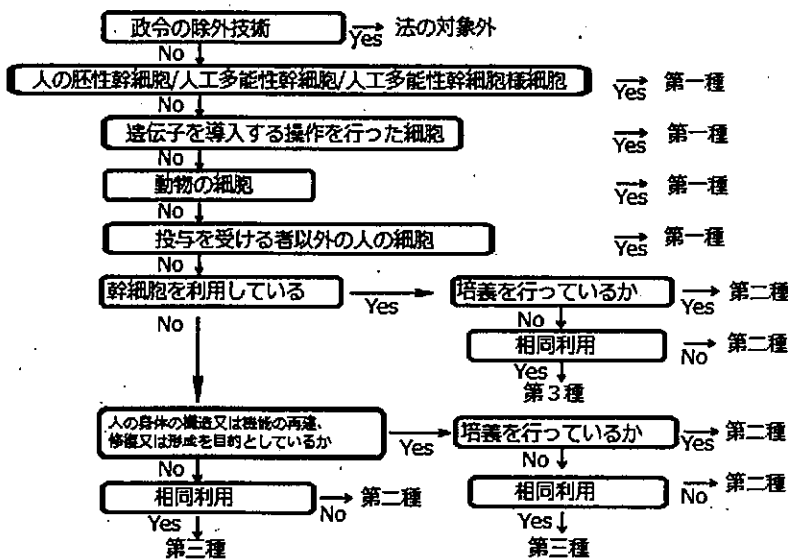 政令の除外技術 Yes 法の対象外
No
人の胚性幹細胞/人工多能性幹細胞/人工多能性幹細胞様細胞 Yes 第一種
No
遺伝子を導入する操作を行った細胞 Yes 第一種
No
動物の細胞 Yes 第一種
No
投与を受ける者以外の人の細胞 Yes 第一種
No
幹細胞を利用している Yes 培義を行っているか Yes 第二種
No No
相同利用 No 第二種
Yes
第3種
人の身体の構造又は機能の再建、
修復又は形成を目的としているか Yes 培義を行っているか Yes 第二種
No No
相同利用 No 第二種 相同利用 No 第二種
Yes Yes
第三種 第三種